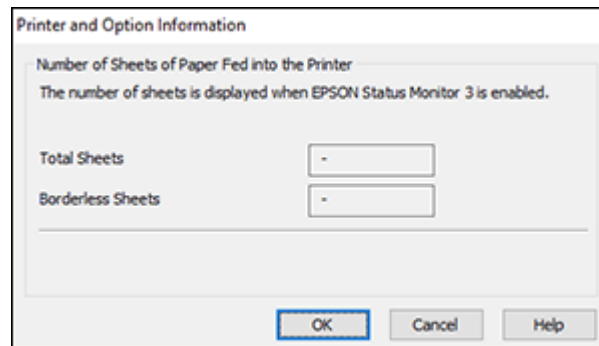 Printer and Option Information
Number of Sheets of Paper Fed into the Printer
The number of sheets is displayed when EPSON Status Monitor 3 is enabled.
Total Sheets -
Borderless Sheets -
OK Cancel Help